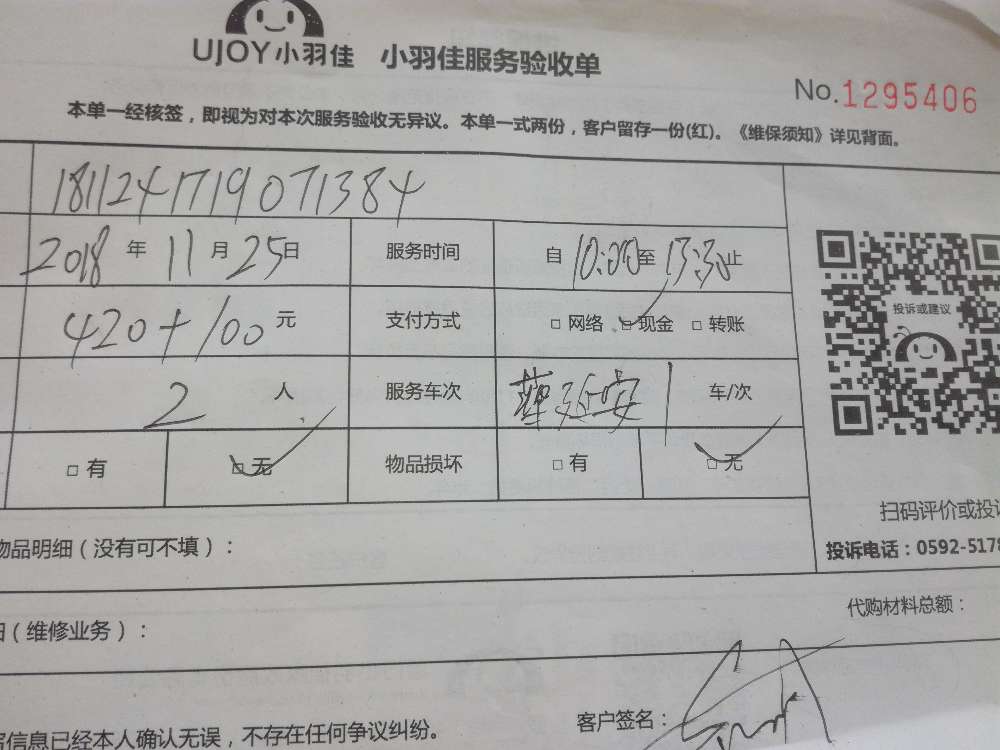 UJOY小羽佳 小羽佳服务验收单
No.1295406
本单一经核签，即视为对本次服务验收无异议。本单一式两份，客户留存一份(红)。《维保须知》详见背面。
1811241719071384
2018 年 11 月 25 日 服务时间 自 10:00 至 13:30 止
420+100 元 支付方式 □ 网络 □ 现金 □ 转账
投诉或建议
2 人 服务车次 1 车/次
□ 有 □ 无 物品损坏 □ 有 □ 无
扫码评价或投诉
物品明细（没有可不填）：
投诉电话：0592-5178
代购材料总额：
（维修业务）：
客户签名：
信息已经本人确认无误，不存在任何争议纠纷。